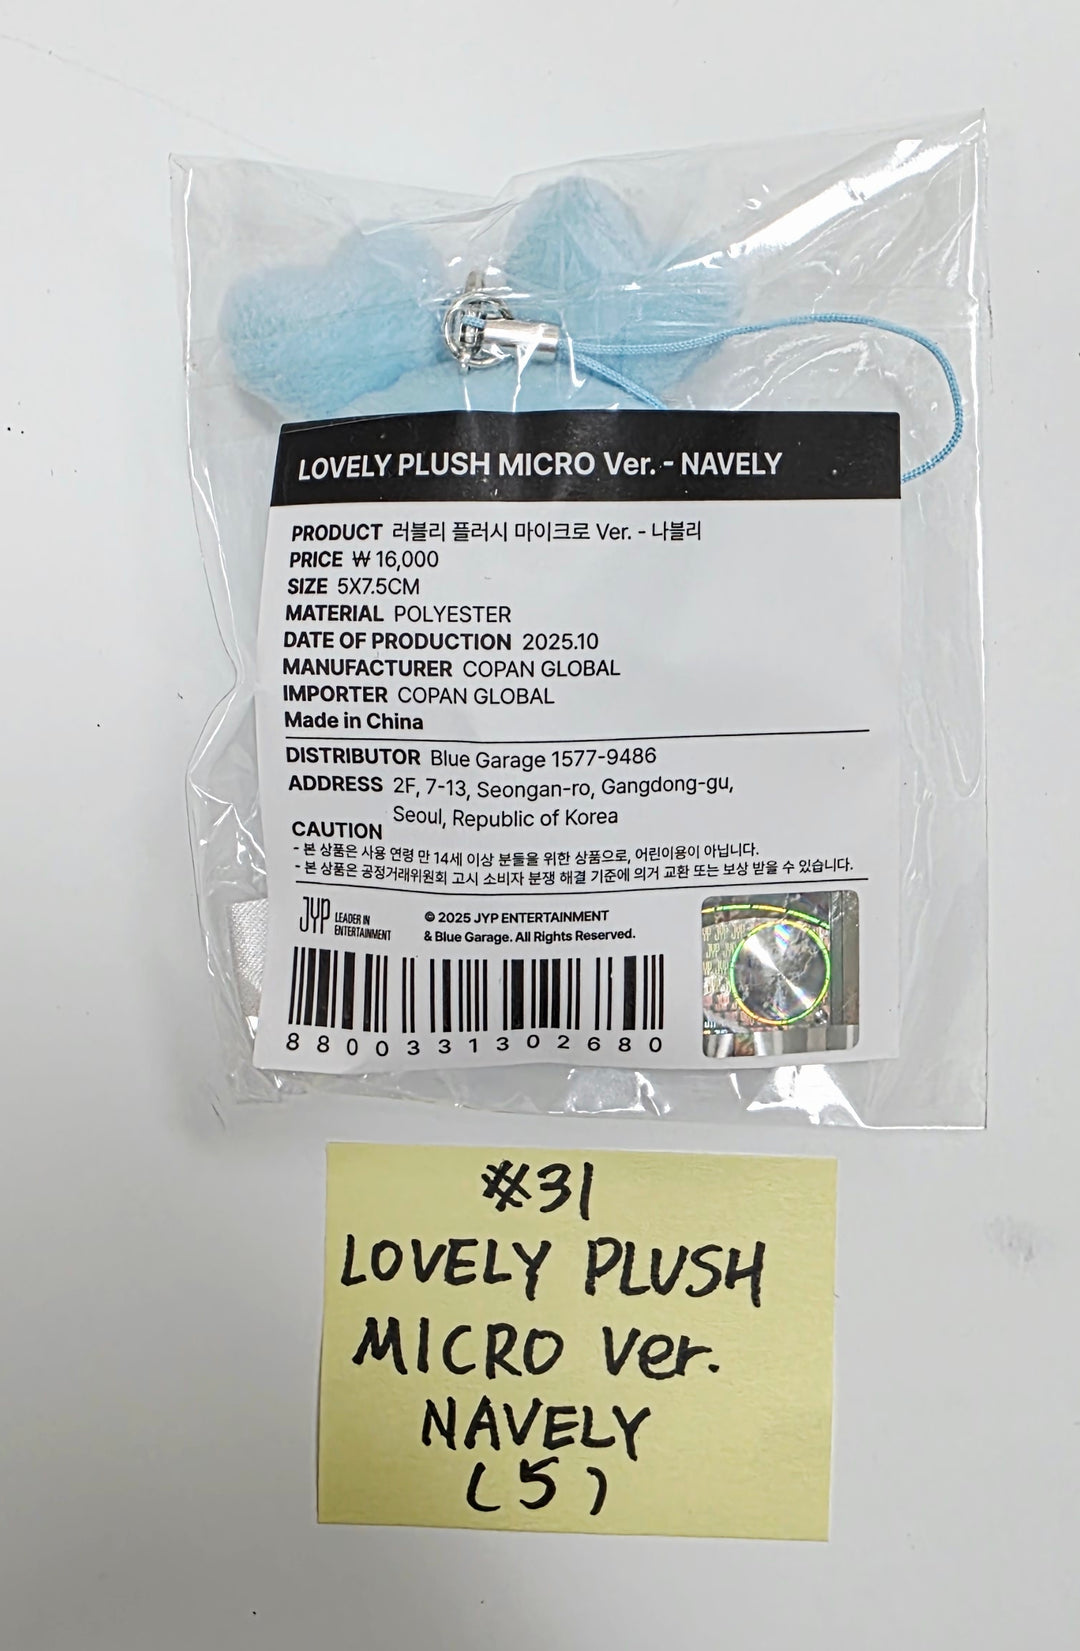 LOVELY PLUSH MICRO Ver. - NAVELY
PRODUCT 러블리 플러시 마이크로 Ver. - 나블리
PRICE ₩ 16,000
SIZE 5X7.5CM
MATERIAL POLYESTER
DATE OF PRODUCTION 2025.10
MANUFACTURER COPAN GLOBAL
IMPORTER COPAN GLOBAL
Made in China
DISTRIBUTOR Blue Garage 1577-9486
ADDRESS 2F, 7-13, Seongan-ro, Gangdong-gu,
Seoul, Republic of Korea
CAUTION
- 본 상품은 사용 연령 만 14세 이상 분들을 위한 상품으로, 어린이용이 아닙니다.
- 본 상품은 공정거래위원회 고시 소비자 분쟁 해결 기준에 의거 교환 또는 보상 받을 수 있습니다.
JYP LEADER IN
ENTERTAINMENT
© 2025 JYP ENTERTAINMENT
& Blue Garage. All Rights Reserved.
8800331302680
#31
LOVELY PLUSH
MICRO Ver.
NAVELY
(5)